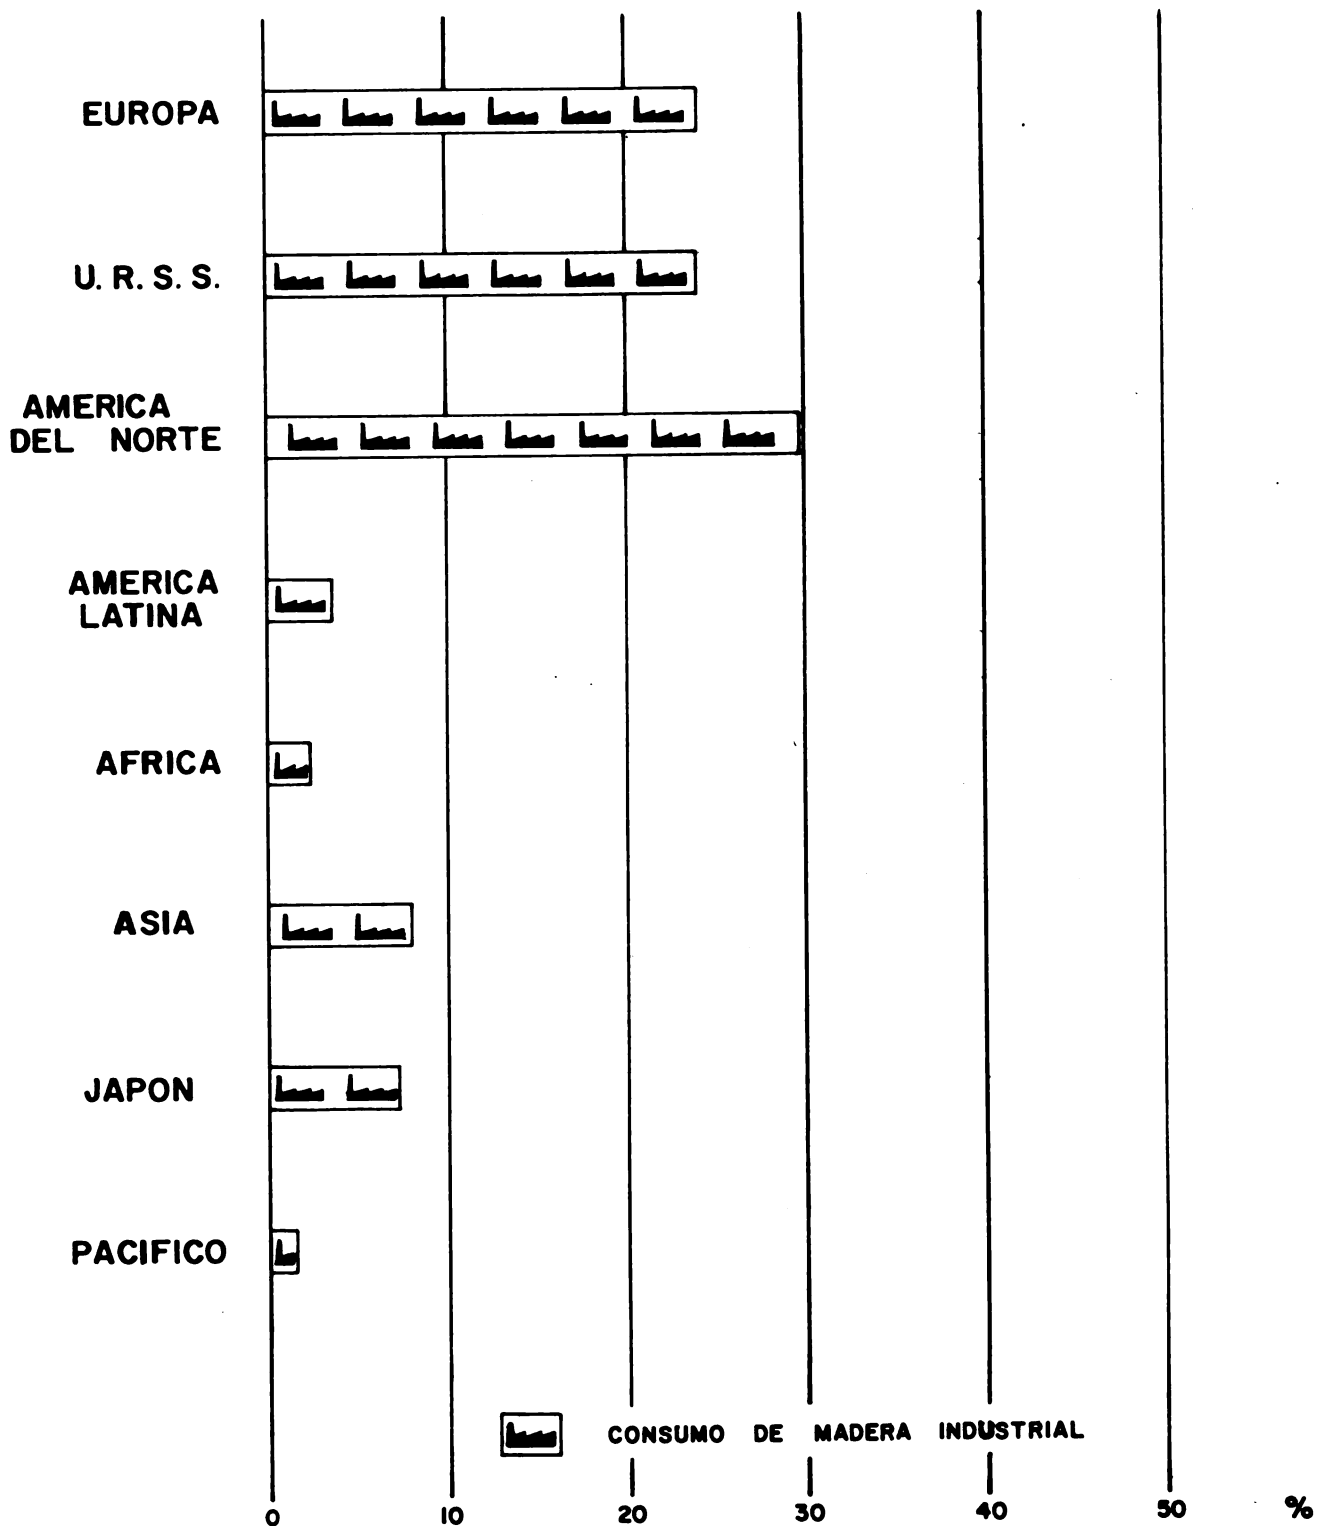 EUROPA
U. R. S. S.
AMERICA
DEL NORTE
AMERICA
LATINA
AFRICA
ASIA
JAPON
PACIFICO
CONSUMO DE MADERA INDUSTRIAL
0 10 20 30 40 50 %